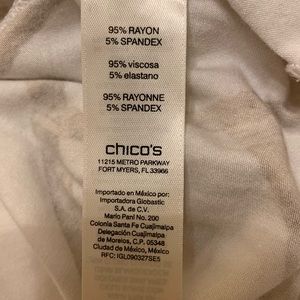 95% RAYON
5% SPANDEX
95% viscosa
5% elastano
95% RAYONNE
5% SPANDEX
chico's
11215 METRO PARKWAY
FORT MYERS, FL 33966
Importado en México por:
Importadora Globastic
S.A. de C.V.
Mario Pani No. 200
Colonia Santa Fe Cuajimalpa
Delegación Cuajimalpa
de Morelos, C.P. 05348
Ciudad de México, México
RFC: IGL090327SE5